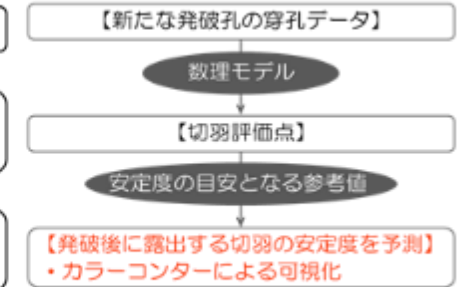 【新たな発破孔の穿孔データ】
数理モデル
【切羽評価点】
安定度の目安となる参考値
【発破後に露出する切羽の安定度を予測】
・カラーコンターによる可視化